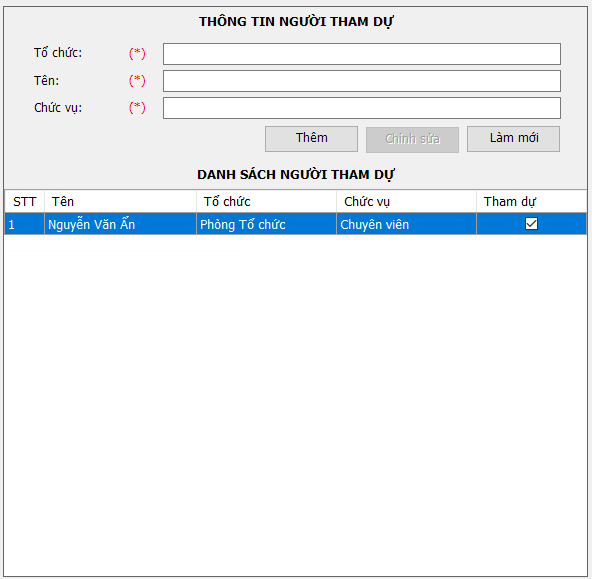 THÔNG TIN NGƯỜI THAM DỰ
Tổ chức: (*)
Tên: (*)
Chức vụ: (*)
Thêm Chỉnh sửa Làm mới
DANH SÁCH NGƯỜI THAM DỰ
STT Tên Tổ chức Chức vụ Tham dự
1 Nguyễn Văn Ẩn Phòng Tổ chức Chuyên viên